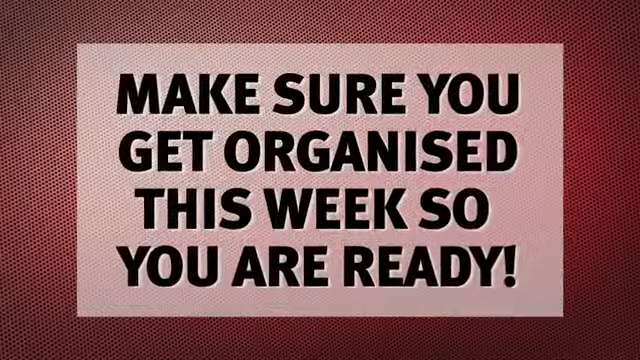 MAKE SURE YOU
GET ORGANISED
THIS WEEK SO
YOU ARE READY!